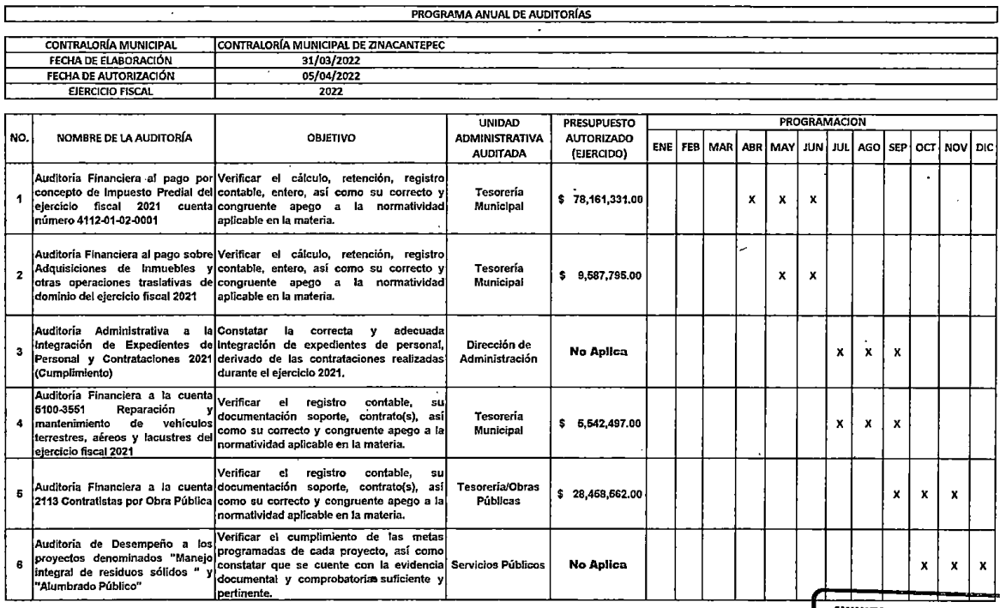 PROGRAMA ANUAL DE AUDITORÍAS
CONTRALORÍA MUNICIPAL CONTRALORÍA MUNICIPAL DE ZINACANTEPEC
FECHA DE ELABORACIÓN 31/03/2022
FECHA DE AUTORIZACIÓN 05/04/2022
EJERCICIO FISCAL 2022
NO. NOMBRE DE LA AUDITORÍA OBJETIVO UNIDAD ADMINISTRATIVA AUDITADA PRESUPUESTO AUTORIZADO (EJERCIDO) PROGRAMACION
ENE FEB MAR ABR MAY JUN JUL AGO SEP OCT NOV DIC
1
Auditoría Financiera al pago por
concepto de Impuesto Predial del
ejercicio fiscal 2021 cuenta
número 4112-01-02-0001
Verificar el cálculo, retención, registro
contable, entero, así como su correcto y
congruente apego a la normatividad
aplicable en la materia.
Tesorería
Municipal
$ 78,161,331.00
X X X
2
Auditoría Financiera al pago sobre
Adquisiciones de Inmuebles y
otras operaciones traslativas de
dominio del ejercicio fiscal 2021
Verificar el cálculo, retención, registro
contable, entero, así como su correcto y
congruente apego a la normatividad
aplicable en la materia.
Tesorería
Municipal
$ 9,587,795.00
X X
3
Auditoría Administrativa a la
Integración de Expedientes de
Personal y Contrataciones 2021
(Cumplimiento)
Constatar la correcta y adecuada
integración de expedientes de personal,
derivado de las contrataciones realizadas
durante el ejercicio 2021.
Dirección de
Administración
No Aplica
X X X
4
Auditoría Financiera a la cuenta
5100-3551 Reparación y
mantenimiento de vehículos
terrestres, aéreos y lacustres del
ejercicio fiscal 2021
Verificar el registro contable, su
documentación soporte, contrato(s), así
como su correcto y congruente apego a la
normatividad aplicable en la materia.
Tesorería
Municipal
$ 5,542,497.00
X X X
5
Auditoría Financiera a la cuenta
2113 Contratistas por Obra Pública
Verificar el registro contable, su
documentación soporte, contrato(s), así
como su correcto y congruente apego a la
normatividad aplicable en la materia.
Tesorería/Obras
Públicas
$ 28,468,562.00
X X X
6
Auditoría de Desempeño a los
proyectos denominados "Manejo
integral de residuos sólidos " y
"Alumbrado Público"
Verificar el cumplimiento de las metas
programadas de cada proyecto, así como
constatar que se cuente con la evidencia
documental y comprobatorias suficiente y
pertinente.
Servicios Públicos
No Aplica
X X X